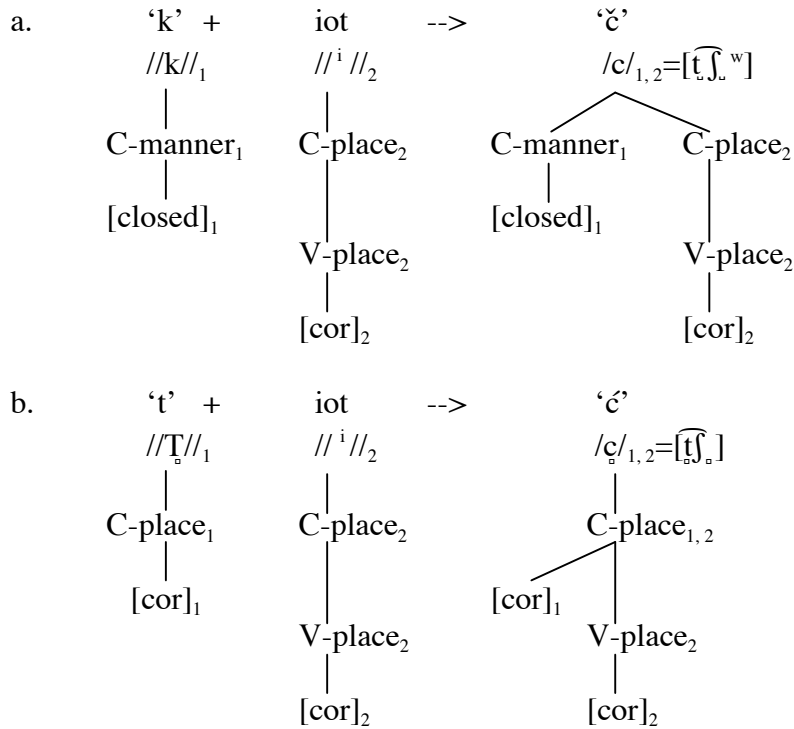 a. ‘k’ + iot --> ‘č’
//k//₁ // ⁱ //₂ /c/₁,₂=[t̪͡ʃ̪ ʷ]
C-manner₁ C-place₂ C-manner₁ C-place₂
[closed]₁ [closed]₁
V-place₂ V-place₂
[cor]₂ [cor]₂
b. ‘t’ + iot --> ‘ć’
//T̻//₁ // ⁱ //₂ /c̻/₁,₂=[t̻͡ʃ̻]
C-place₁ C-place₂ C-place₁,₂
[cor]₁ [cor]₁
V-place₂ V-place₂
[cor]₂ [cor]₂